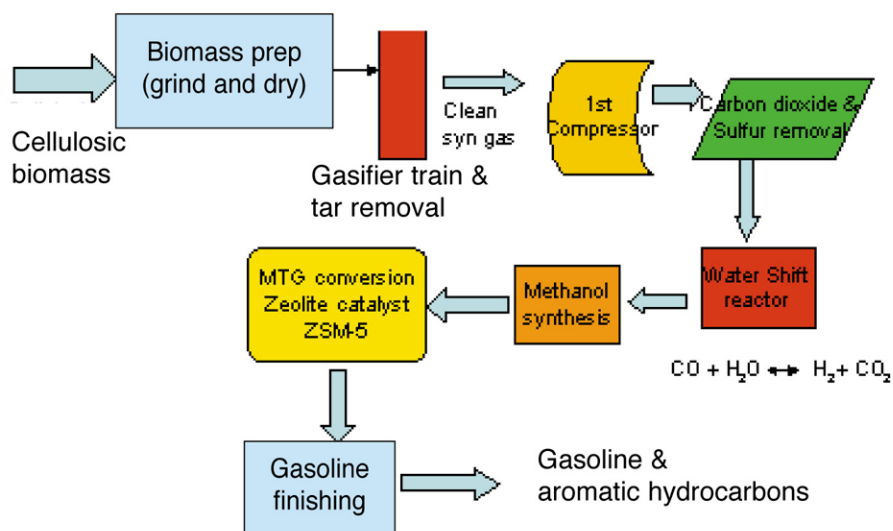 Biomass prep
(grind and dry)
Cellulosic
biomass
Gasifier train &
tar removal
Clean
syn gas
1st
Compressor
Carbon dioxide &
Sulfur removal
Water Shift
reactor
CO + H₂O ↔ H₂+ CO₂
Methanol
synthesis
MTG conversion
Zeolite catalyst
ZSM-5
Gasoline
finishing
Gasoline &
aromatic hydrocarbons